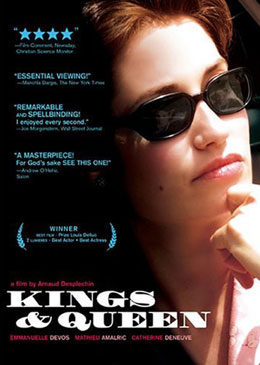 "★★★★"
—Film Comment, Newsday,
Christian Science Monitor
"ESSENTIAL VIEWING!"
—Manohla Dargis, The New York Times
"REMARKABLE
AND SPELLBINDING!
I enjoyed every second."
—Joe Morgenstern, Wall Street Journal
"A MASTERPIECE!
For God's sake SEE THIS ONE!"
—Andrew O'Hehir,
Salon
WINNER
BEST FILM - Prix Louis Delluc
2 LUMIERES - Best Actor • Best Actress
a film by Arnaud Desplechin
KINGS
& QUEEN
EMMANUELLE DEVOS MATHIEU AMALRIC CATHERINE DENEUVE